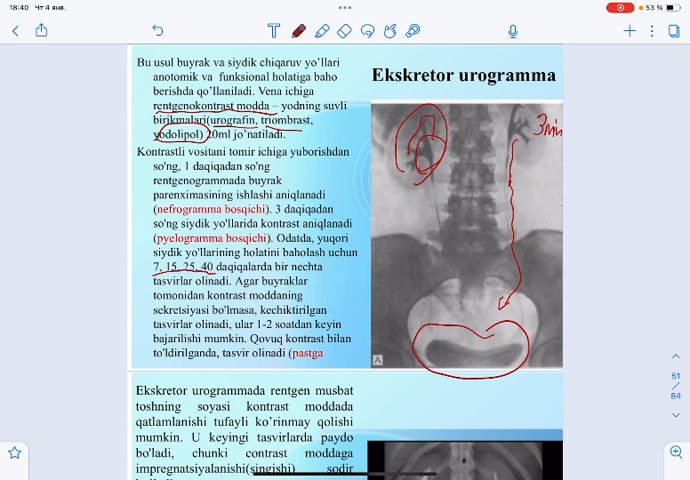 18:40 Чт 4 янв.
53 %
Bu usul buyrak va siydik chiqaruv yo’llari
anotomik va funksional holatiga baho
berishda qo’llaniladi. Vena ichiga
rentgenokontrast modda – yodning suvli
birikmalari(urografin, triombrast,
yodolipol) 20ml jo’natiladi.
Kontrastli vositani tomir ichiga yuborishdan
so'ng, 1 daqiqadan so'ng
rentgenogrammada buyrak
parenximasining ishlashi aniqlanadi
(nefrogramma bosqichi). 3 daqiqadan
so'ng siydik yo'llarida kontrast aniqlanadi
(pyelogramma bosqichi). Odatda, yuqori
siydik yo'llarining holatini baholash uchun
7, 15, 25, 40 daqiqalarda bir nechta
tasvirlar olinadi. Agar buyraklar
tomonidan kontrast moddaning
sekretsiyasi bo'lmasa, kechiktirilgan
tasvirlar olinadi, ular 1-2 soatdan keyin
bajarilishi mumkin. Qovuq kontrast bilan
to'ldirilganda, tasvir olinadi (pastga
Ekskretor urogramma
3min
A
Ekskretor urogrammada rentgen musbat
toshning soyasi kontrast moddada
qatlamlanishi tufayli ko’rinmay qolishi
mumkin. U keyingi tasvirlarda paydo
bo'ladi, chunki kontrast moddaga
impregnatsiyalanishi(singishi) sodir
51
/
84